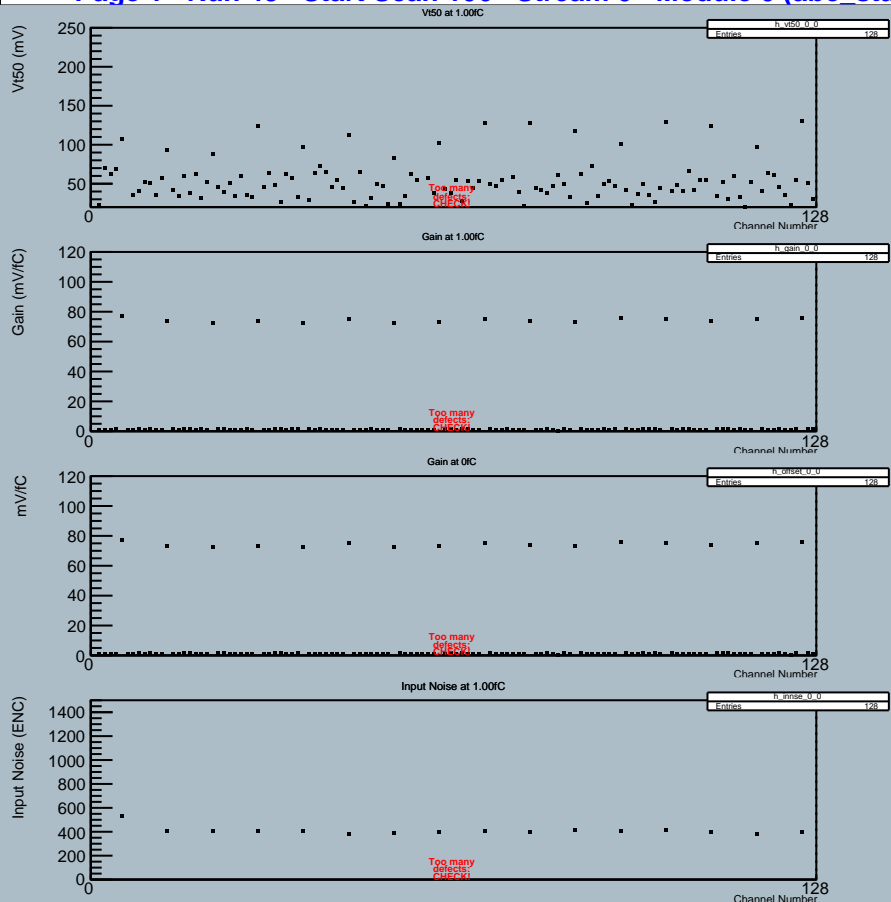 Vt50 at 1.00fC
h_vt50_0_0
Entries 128
Vt50 (mV)
250
200
150
100
50
Too many
defects:
CHECK!
0
128
Channel Number
Gain at 1.00fC
h_gain_0_0
Entries 128
Gain (mV/fC)
120
100
80
60
40
20
0
Too many
defects:
CHECK!
0
128
Channel Number
Gain at 0fC
h_offset_0_0
Entries 128
mV/fC
120
100
80
60
40
20
0
Too many
defects:
CHECK!
0
128
Channel Number
Input Noise at 1.00fC
h_innse_0_0
Entries 128
Input Noise (ENC)
1400
1200
1000
800
600
400
200
0
Too many
defects:
CHECK!
0
128
Channel Number